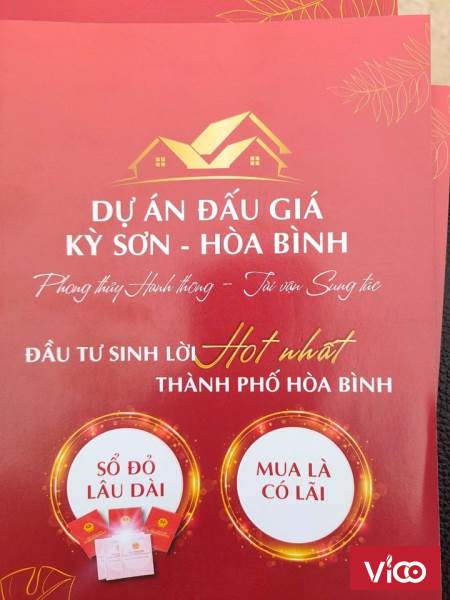 DỰ ÁN ĐẤU GIÁ
KỲ SƠN - HÒA BÌNH
Phong thủy Hanh thông - Tài vận Sung túc
ĐẦU TƯ SINH LỜI Hot nhất
THÀNH PHỐ HÒA BÌNH
SỔ ĐỎ
LÂU DÀI
MUA LÀ
CÓ LÃI
Vico